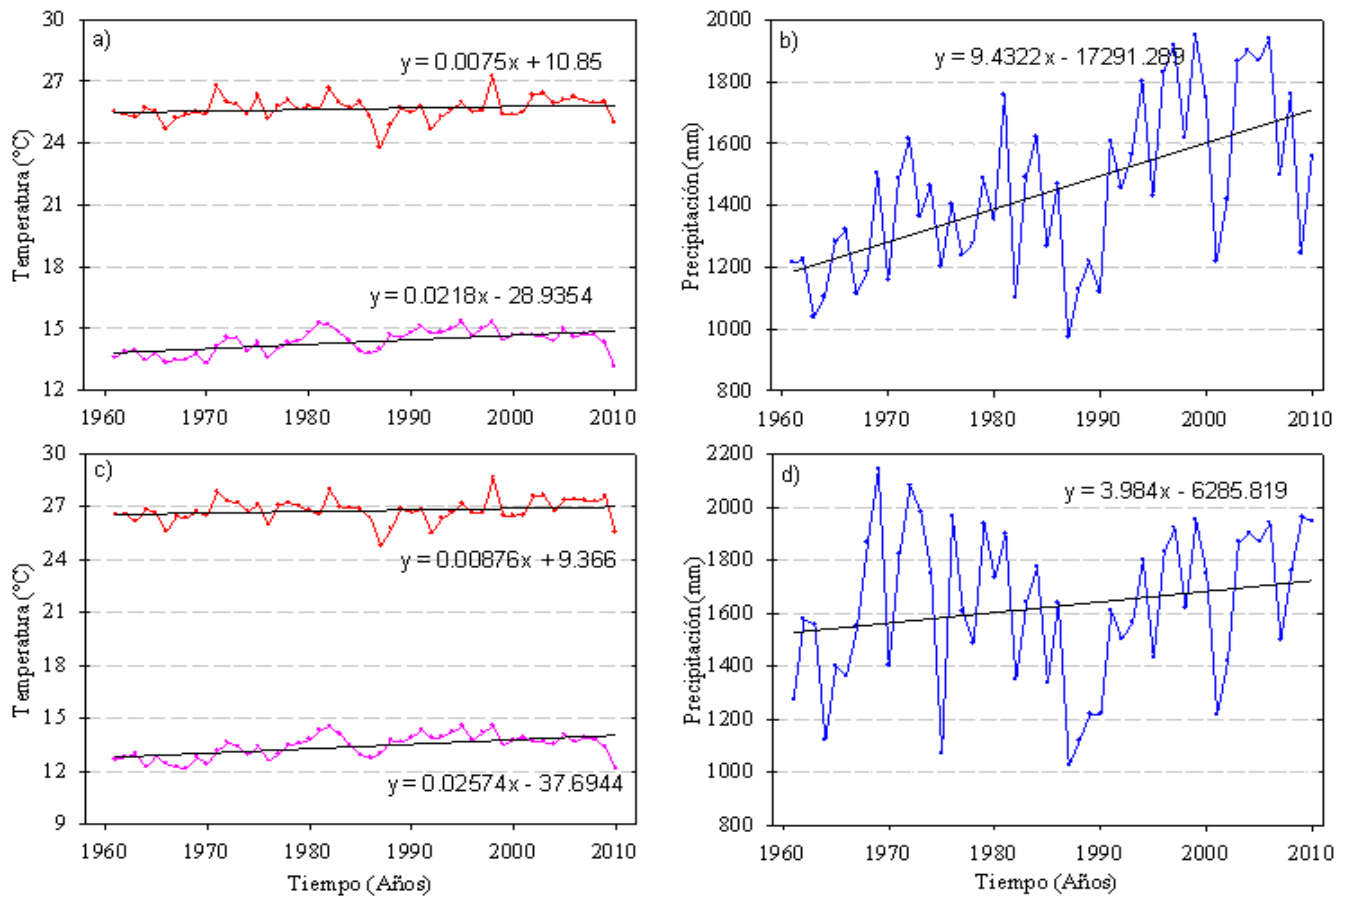 a)
y = 0.0075x + 10.85
y = 0.0218x - 28.9354
Temperatura (°C)
30
27
24
21
18
15
12
1960 1970 1980 1990 2000 2010
b)
y = 9.4322x - 17291.289
Precipitación (mm)
2000
1800
1600
1400
1200
1000
800
1960 1970 1980 1990 2000 2010
c)
y = 0.00876x + 9.366
y = 0.02574x - 37.6944
Temperatura (°C)
30
27
24
21
18
15
12
9
1960 1970 1980 1990 2000 2010
Tiempo (Años)
d)
y = 3.984x - 6285.819
Precipitación (mm)
2200
2000
1800
1600
1400
1200
1000
800
1960 1970 1980 1990 2000 2010
Tiempo (Años)